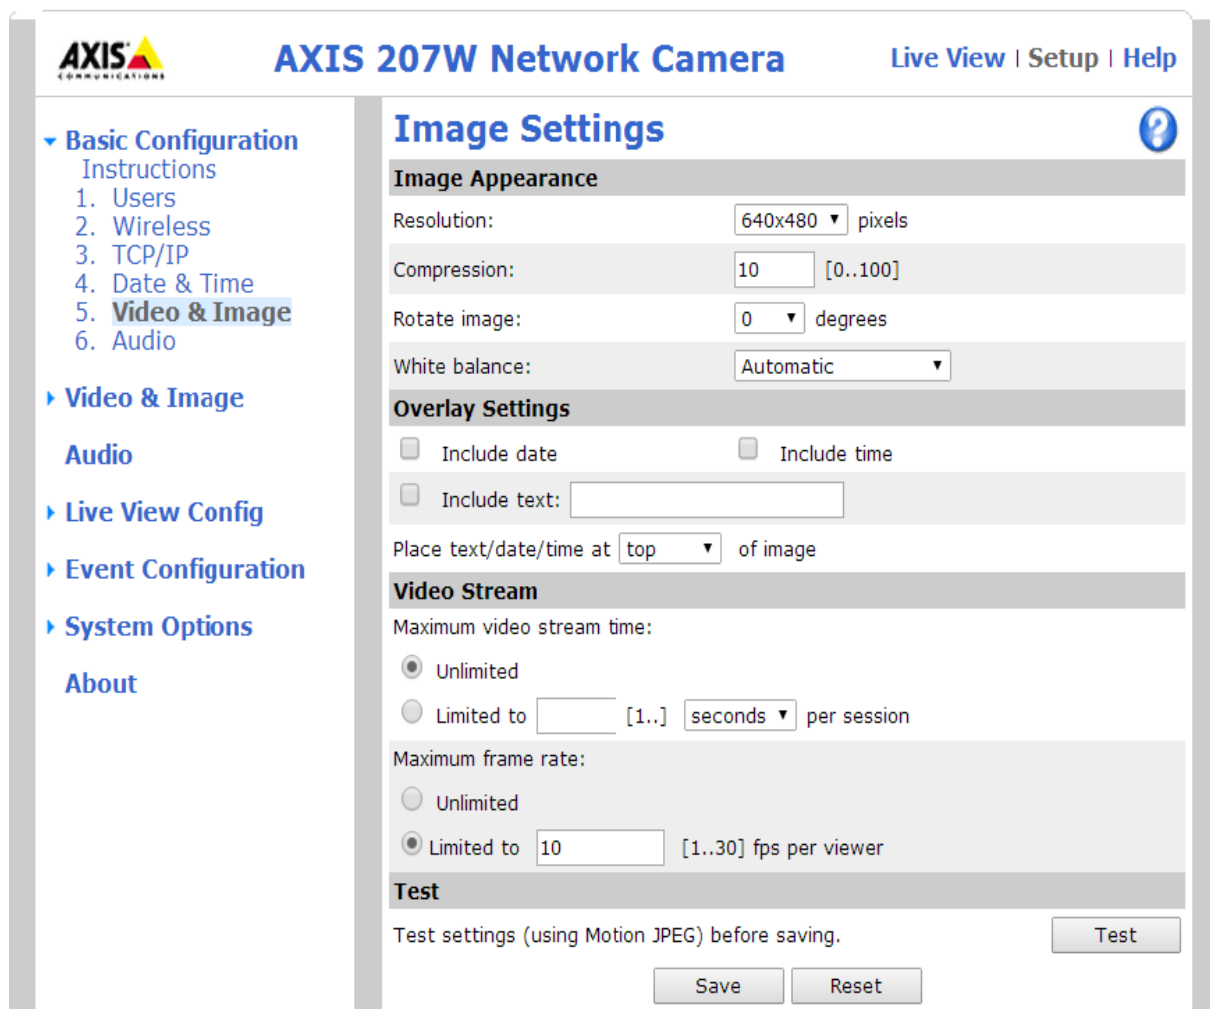 AXIS
COMMUNICATIONS
AXIS 207W Network Camera
Live View | Setup | Help
Basic Configuration
Instructions
1. Users
2. Wireless
3. TCP/IP
4. Date & Time
5. Video & Image
6. Audio
Video & Image
Audio
Live View Config
Event Configuration
System Options
About
Image Settings
?
Image Appearance
Resolution: 640x480 pixels
Compression: 10 [0..100]
Rotate image: 0 degrees
White balance: Automatic
Overlay Settings
Include date Include time
Include text:
Place text/date/time at top of image
Video Stream
Maximum video stream time:
Unlimited
Limited to [1..] seconds per session
Maximum frame rate:
Unlimited
Limited to 10 [1..30] fps per viewer
Test
Test settings (using Motion JPEG) before saving. Test
Save Reset